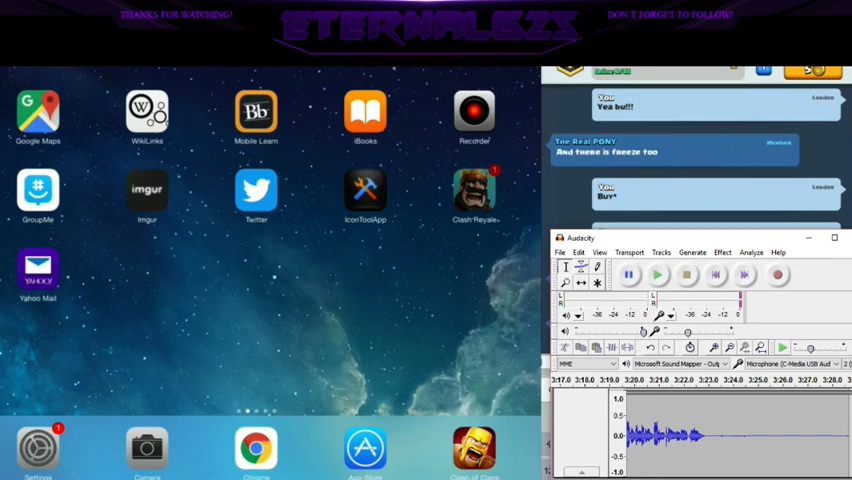 THANKS FOR WATCHING!
ETERNAL625
DON T FORGET TO FOLLOW!
Google Maps
WikiLinks
Mobile Learn
iBooks
Recorder
GroupMe
imgur
Imgur
Twitter
IconToolApp
Clash Royale
1
YAHOO!
Yahoo Mail
Settings
1
Camera
Chrome
App Store
Clash of Clans
You
Leader
Yea bu!!!
The Real PONY
Member
And there is freeze too
You
Leader
BUY*
Audacity
File Edit View Transport Tracks Generate Effect Analyze Help
L
R
-36 -24 -12 0
L
R
-36 -24 -12 0
MME
Microsoft Sound Mapper - Outp
Microphone (C-Media USB Aud
3:17.0 3:18.0 3:19.0 3:20.0 3:21.0 3:22.0 3:23.0 3:24.0 3:25.0 3:26.0 3:27.0 3:28.0
1.0
0.5
0.0
-0.5
-1.0